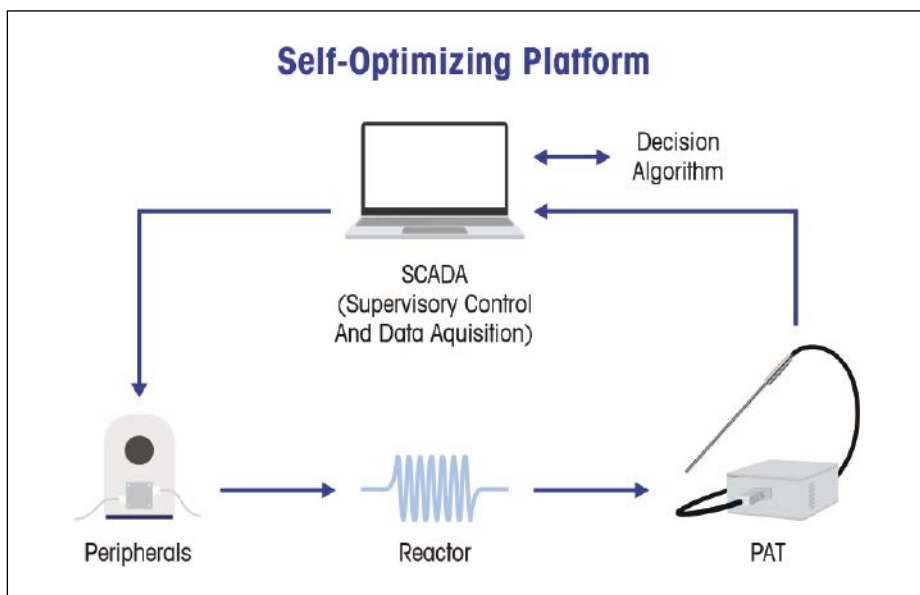 Self-Optimizing Platform
Decision
Algorithm
SCADA
(Supervisory Control
And Data Aquisition)
Peripherals
Reactor
PAT